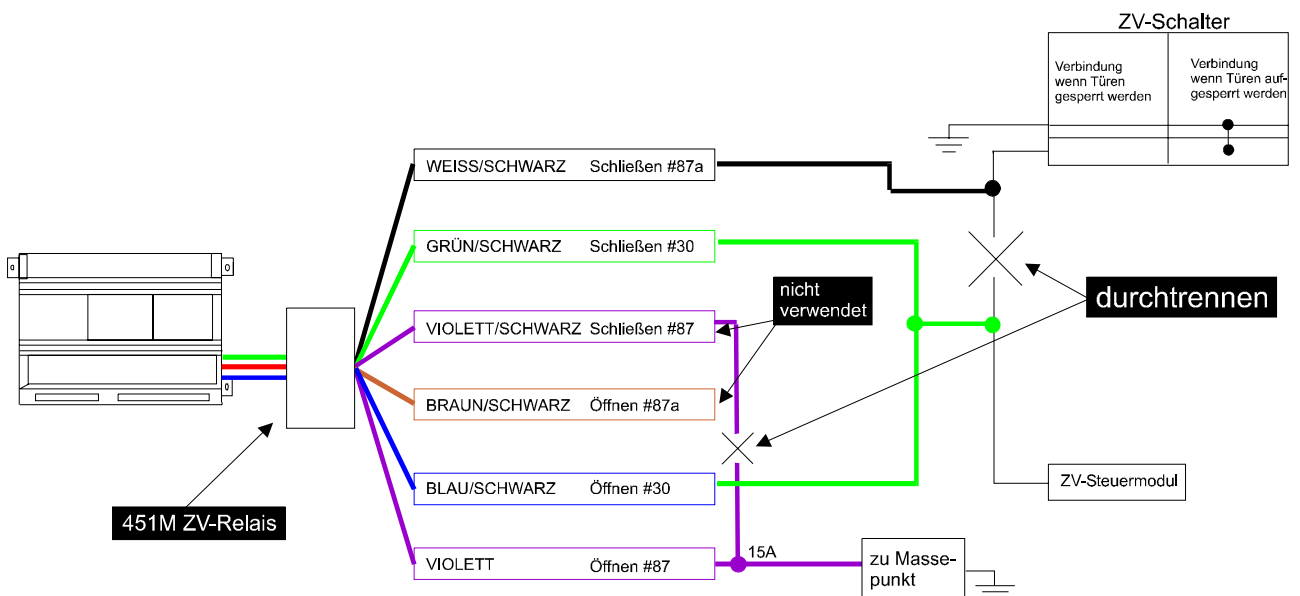 ZV-Schalter
Verbindung
wenn Türen
gesperrt werden
Verbindung
wenn Türen auf-
gesperrt werden
WEISS/SCHWARZ Schließen #87a
GRÜN/SCHWARZ Schließen #30
nicht
verwendet
durchtrennen
VIOLETT/SCHWARZ Schließen #87
BRAUN/SCHWARZ Öffnen #87a
BLAU/SCHWARZ Öffnen #30
ZV-Steuermodul
451M ZV-Relais
VIOLETT Öffnen #87
15A
zu Masse-
punkt